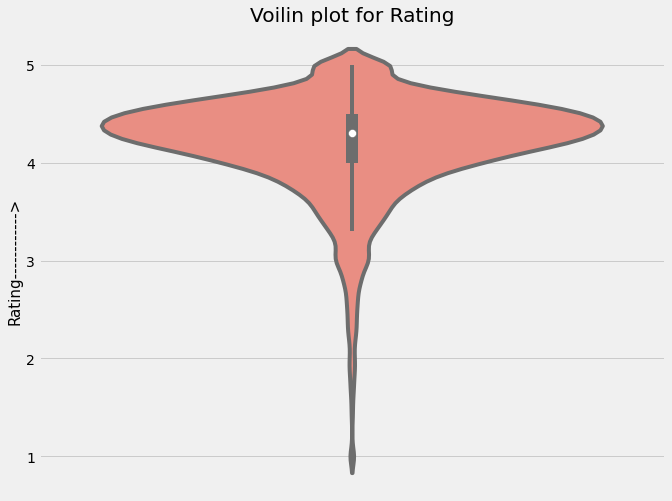 Voilin plot for Rating
5
4
3
2
1
Rating------------->